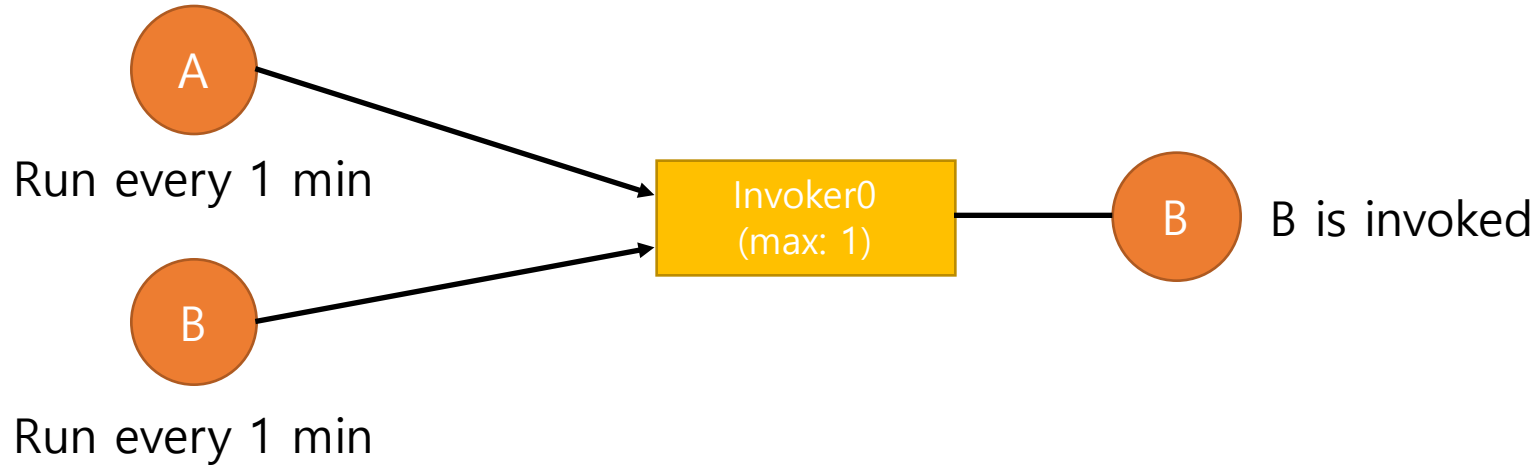 A
Run every 1 min
Invoker0
(max: 1)
B
B is invoked
B
Run every 1 min